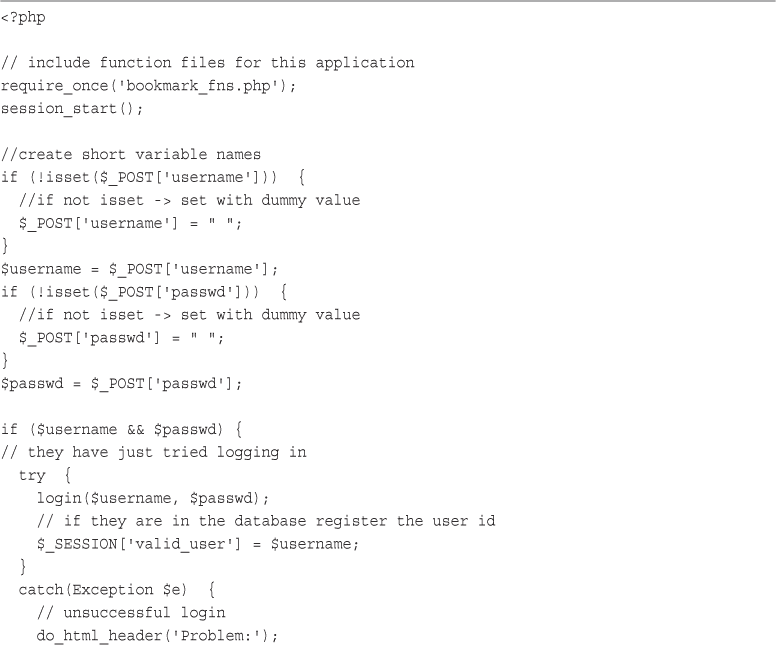 <?php

// include function files for this application
require_once('bookmark_fns.php');
session_start();

//create short variable names
if (!isset($_POST['username']))  {
  //if not isset -> set with dummy value
  $_POST['username'] = " ";
}
$username = $_POST['username'];
if (!isset($_POST['passwd']))  {
  //if not isset -> set with dummy value
  $_POST['passwd'] = " ";
}
$passwd = $_POST['passwd'];

if ($username && $passwd) {
// they have just tried logging in
  try  {
    login($username, $passwd);
    // if they are in the database register the user id
    $_SESSION['valid_user'] = $username;
  }
  catch(Exception $e)  {
    // unsuccessful login
    do_html_header('Problem:');